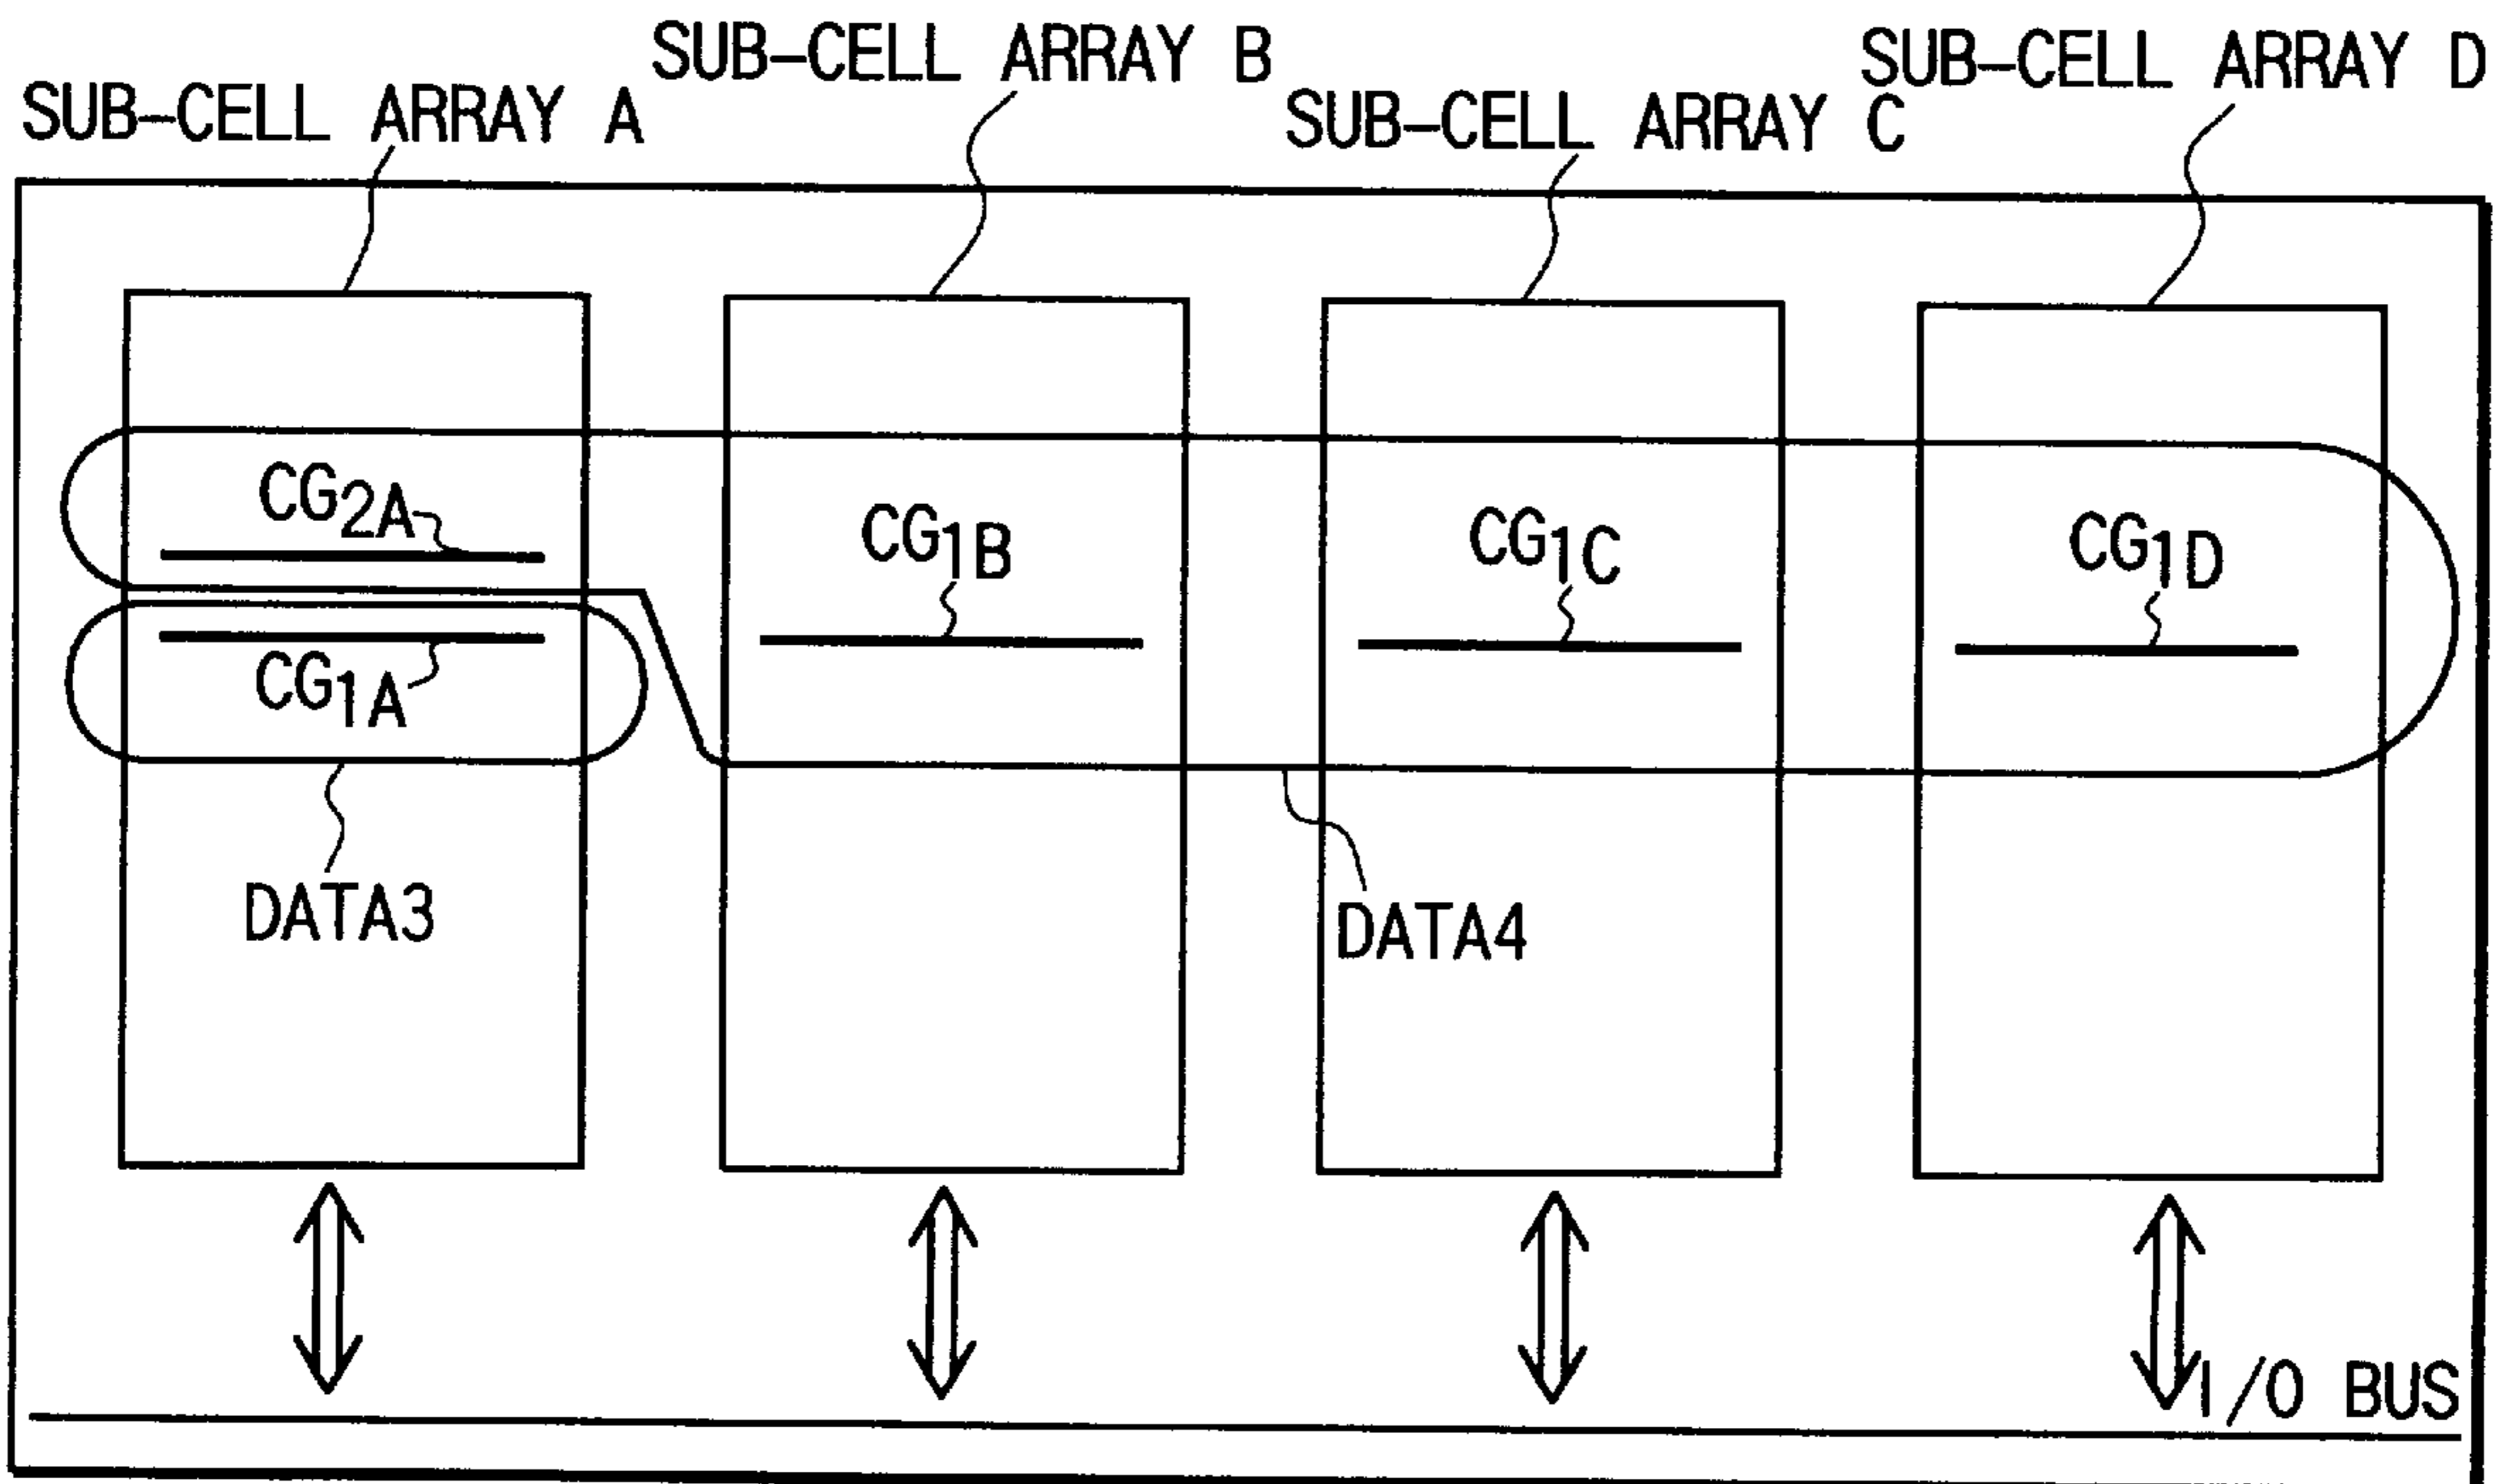 SUB-CELL ARRAY A
SUB-CELL ARRAY B
SUB-CELL ARRAY C
SUB-CELL ARRAY D
CG2A
CG1B
CG1C
CG1D
CG1A
DATA3
DATA4
I/O BUS